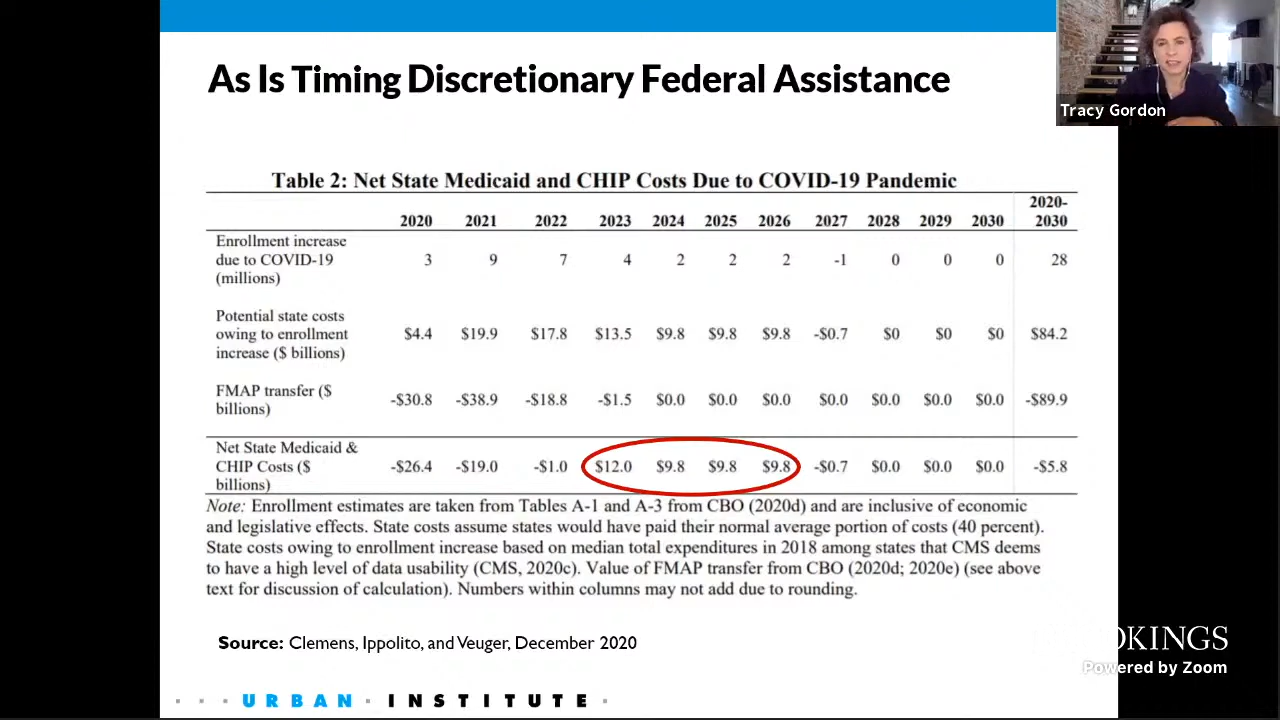 As Is Timing Discretionary Federal Assistance
Tracy Gordon
Table 2: Net State Medicaid and CHIP Costs Due to COVID-19 Pandemic
2020 2021 2022 2023 2024 2025 2026 2027 2028 2029 2030 2020-2030
Enrollment increase
due to COVID-19
(millions)
3 9 7 4 2 2 2 -1 0 0 0 28
Potential state costs
owing to enrollment
increase ($ billions)
$4.4 $19.9 $17.8 $13.5 $9.8 $9.8 $9.8 -$0.7 $0 $0 $0 $84.2
FMAP transfer ($
billions)
-$30.8 -$38.9 -$18.8 -$1.5 $0.0 $0.0 $0.0 $0.0 $0.0 $0.0 $0.0 -$89.9
Net State Medicaid &
CHIP Costs ($
billions)
-$26.4 -$19.0 -$1.0 $12.0 $9.8 $9.8 $9.8 -$0.7 $0.0 $0.0 $0.0 -$5.8
Note: Enrollment estimates are taken from Tables A-1 and A-3 from CBO (2020d) and are inclusive of economic
and legislative effects. State costs assume states would have paid their normal average portion of costs (40 percent).
State costs owing to enrollment increase based on median total expenditures in 2018 among states that CMS deems
to have a high level of data usability (CMS, 2020c). Value of FMAP transfer from CBO (2020d; 2020e) (see above
text for discussion of calculation). Numbers within columns may not add due to rounding.
Source: Clemens, Ippolito, and Veuger, December 2020
OKINGS
Powered by Zoom
URBAN · INSTITUTE